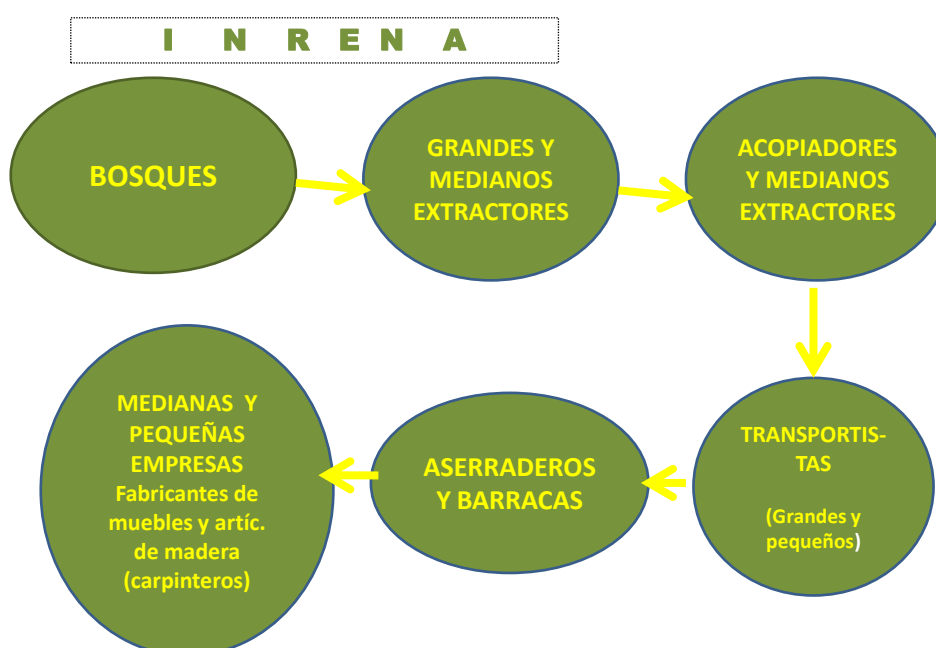 I N R E N A
BOSQUES
GRANDES Y
MEDIANOS
EXTRACTORES
ACOPIADORES
Y MEDIANOS
EXTRACTORES
TRANSPORTIS-
TAS
(Grandes y
pequeños)
ASERRADEROS
Y BARRACAS
MEDIANAS Y
PEQUEÑAS
EMPRESAS
Fabricantes de
muebles y artíc.
de madera
(carpinteros)